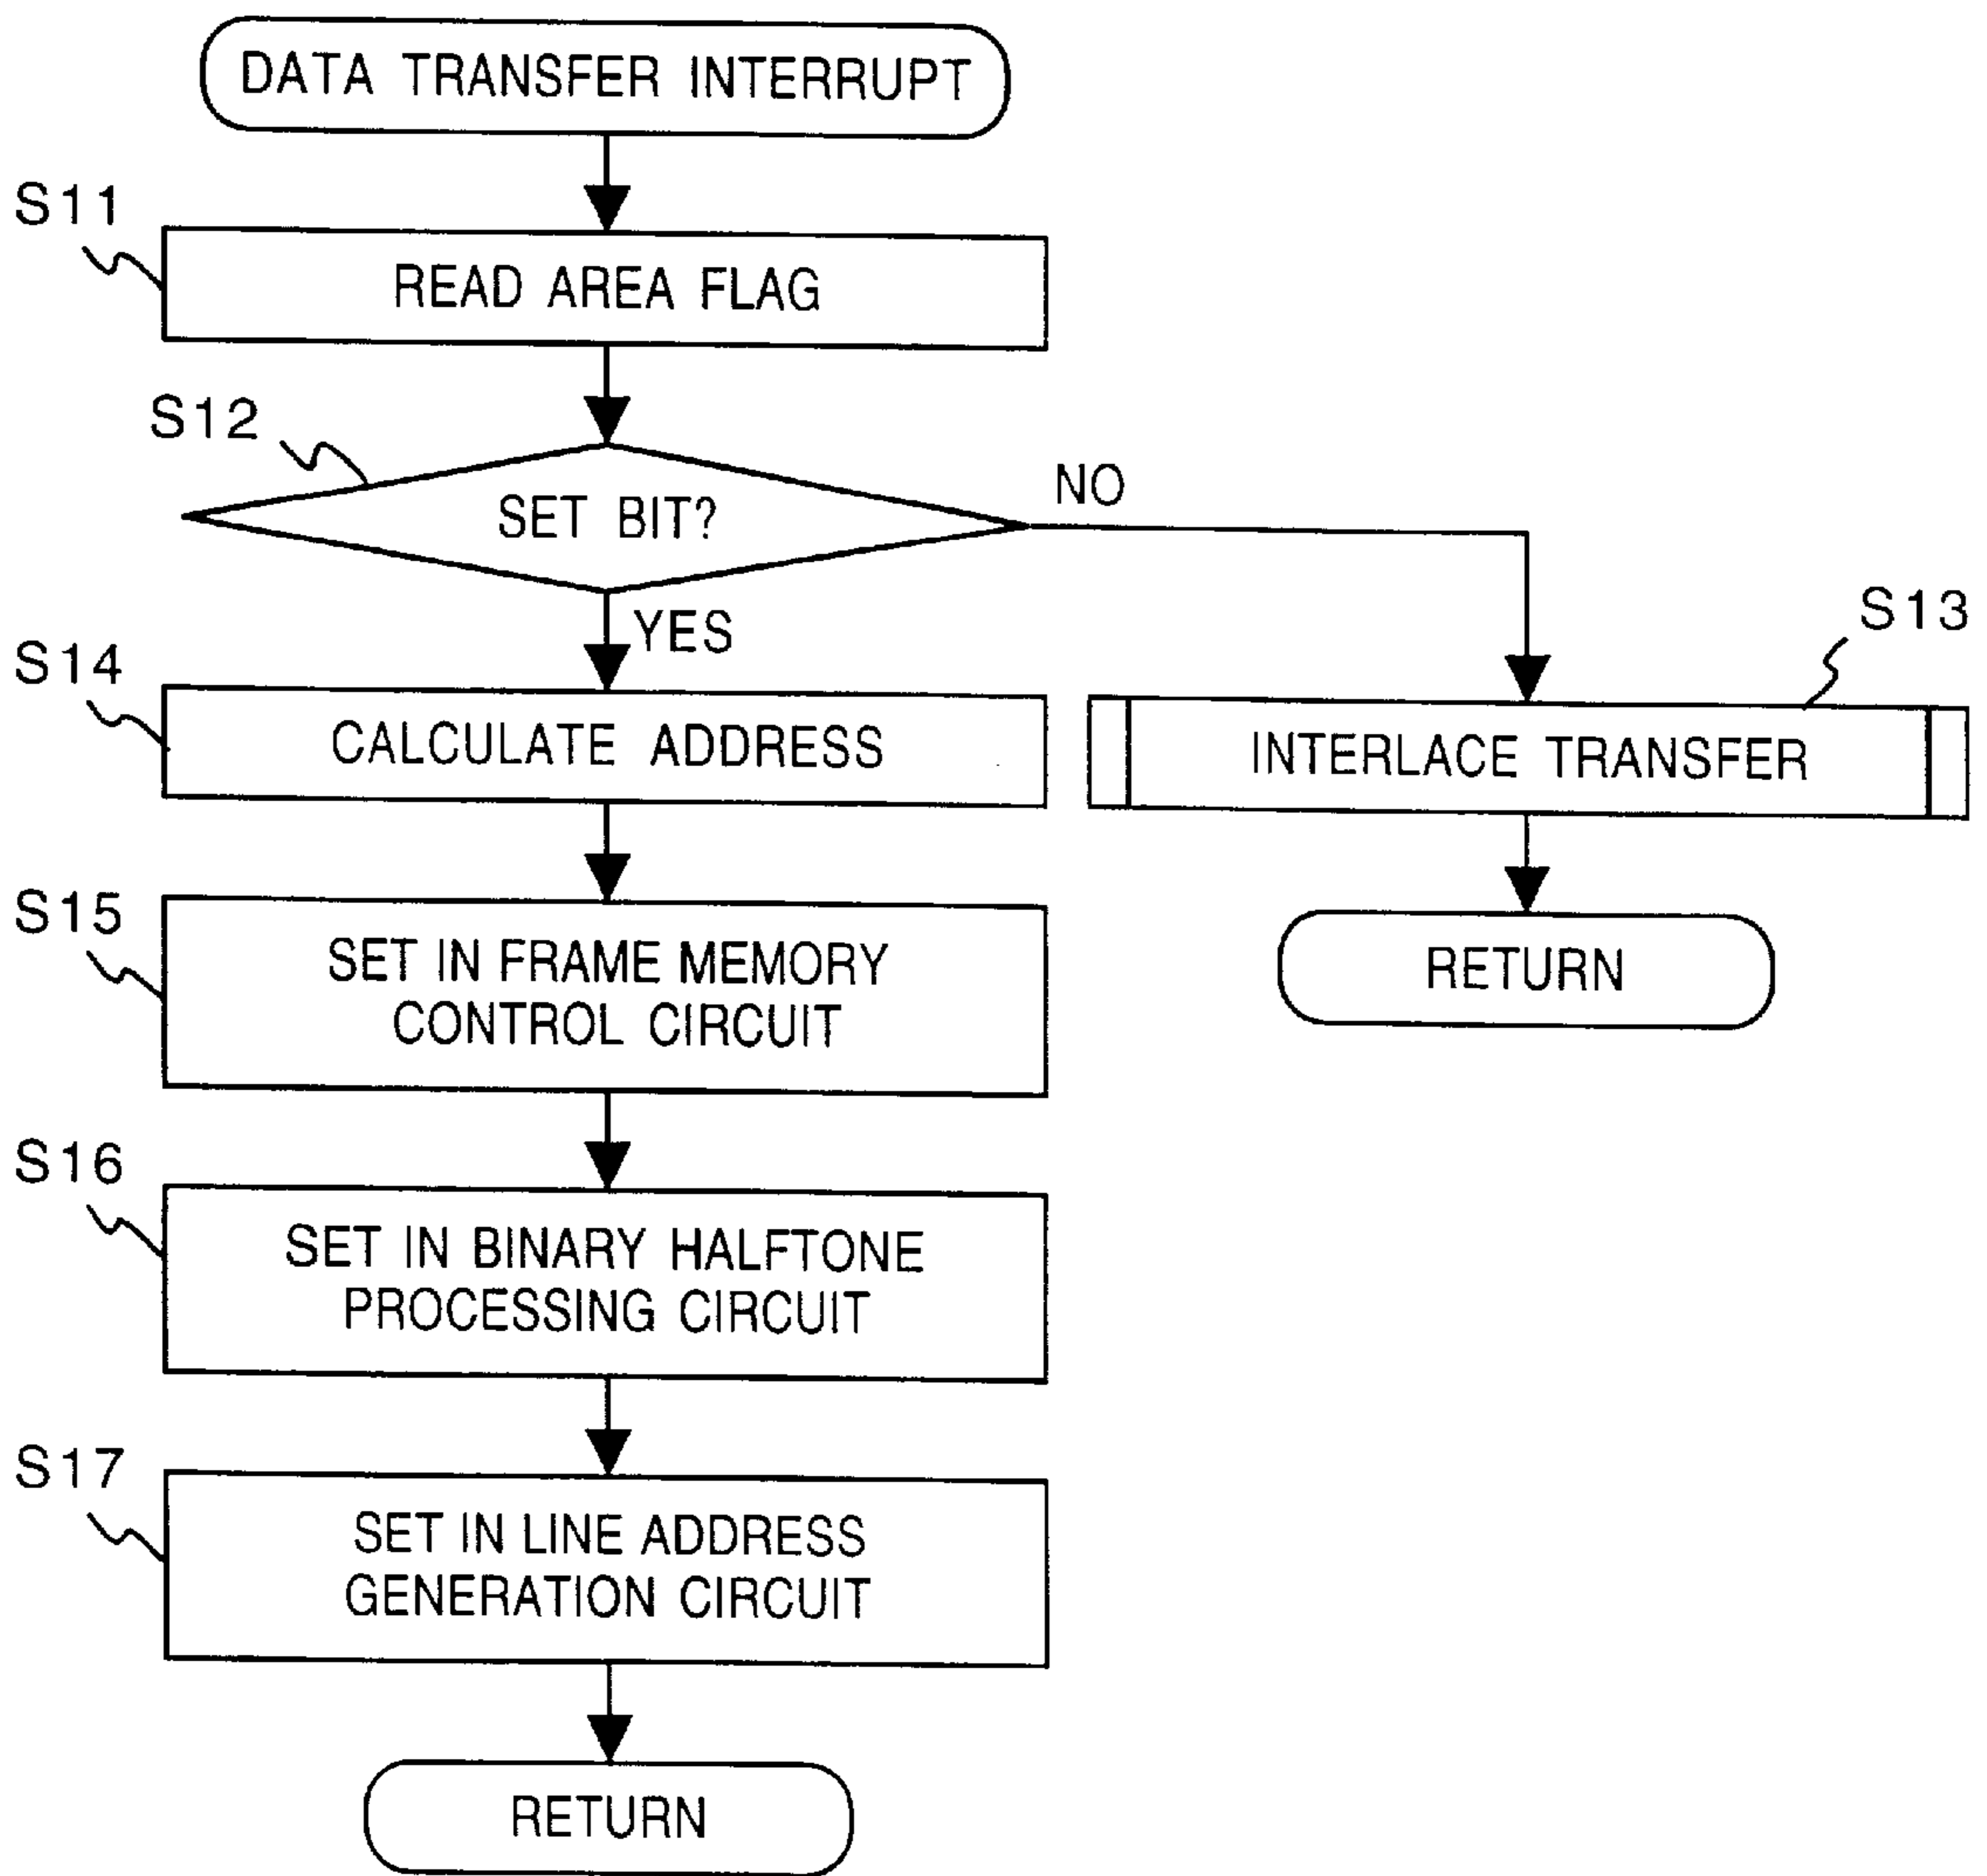 DATA TRANSFER INTERRUPT
S11
READ AREA FLAG
S12
SET BIT?
NO
YES
S13
S14
CALCULATE ADDRESS
INTERLACE TRANSFER
S15
SET IN FRAME MEMORY
CONTROL CIRCUIT
RETURN
S16
SET IN BINARY HALFTONE
PROCESSING CIRCUIT
S17
SET IN LINE ADDRESS
GENERATION CIRCUIT
RETURN